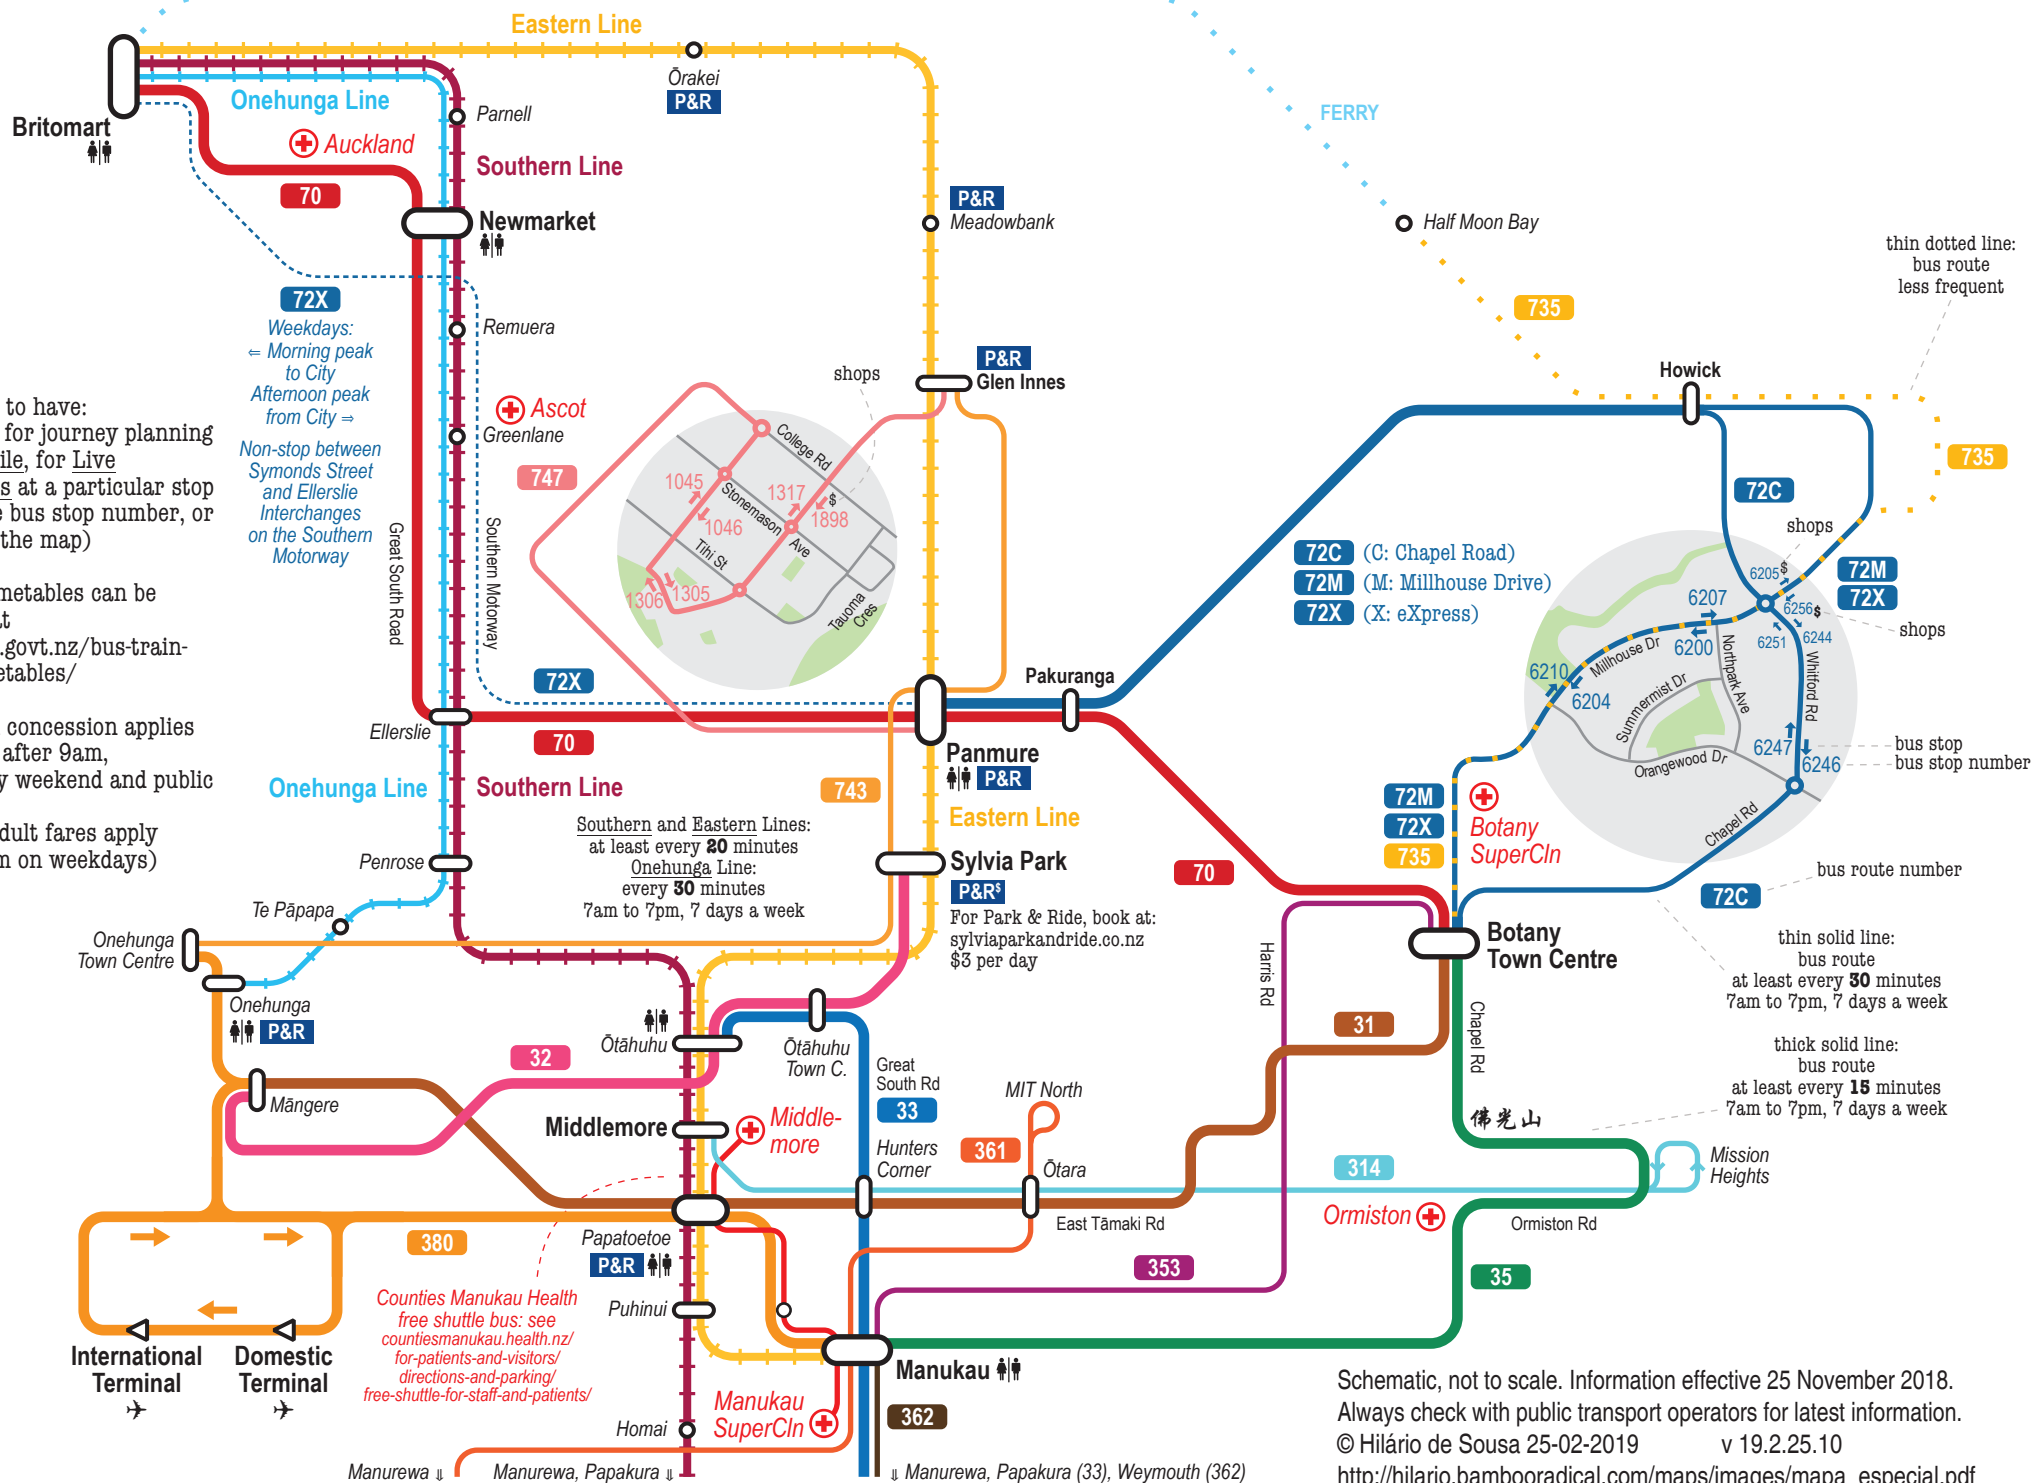 Eastern Line
Ōrakei
P&R
Onehunga Line
Britomart
Auckland
70
Parnell
Southern Line
Newmarket
FERRY
P&R
Meadowbank
Half Moon Bay
thin dotted line:
bus route
less frequent
72X
Weekdays:
⇐ Morning peak
to City
Afternoon peak
from City ⇒
Non-stop between
Symonds Street
and Ellerslie
Interchanges
on the Southern
Motorway
Remuera
735
P&R
Glen Innes
shops
Howick
Ascot
Greenlane
to have:
for journey planning
ile, for Live
s at a particular stop
e bus stop number, or
the map)
metables can be
at
.govt.nz/bus-train-
etables/
concession applies
after 9am,
y weekend and public
dult fares apply
m on weekdays)
747
College Rd
1045
1046
Stonemason Ave
1317
$
1898
Tihi St
1306
1305
Tauoma Cres
Great South Road
Southern Motorway
735
72C
72C (C: Chapel Road)
72M (M: Millhouse Drive)
72X (X: eXpress)
shops
6205 $
72M
72X
6207
6256 $
shops
6200
6251
6244
Millhouse Dr
Northpark Ave
Whitford Rd
6210
6204
Summermist Dr
Orangewood Dr
6247
6246
bus stop
bus stop number
Chapel Rd
72X
Pakuranga
Ellerslie
70
Panmure
P&R
743
Onehunga Line
Southern Line
Eastern Line
72M
72X
735
Botany
SuperCln
Southern and Eastern Lines:
at least every 20 minutes
Onehunga Line:
every 30 minutes
7am to 7pm, 7 days a week
Penrose
Sylvia Park
P&R$
For Park & Ride, book at:
sylviaparkandride.co.nz
$3 per day
70
bus route number
72C
Te Pāpapa
Onehunga
Town Centre
Botany
Town Centre
Harris Rd
thin solid line:
bus route
at least every 30 minutes
7am to 7pm, 7 days a week
Onehunga
P&R
Ōtāhuhu
Ōtāhuhu
Town C.
31
Chapel Rd
32
Great
South Rd
33
MIT North
thick solid line:
bus route
at least every 15 minutes
7am to 7pm, 7 days a week
Māngere
佛光山
Middlemore
Middle-
more
Hunters
Corner
361
Ōtara
314
Mission
Heights
East Tāmaki Rd
Ormiston
Ormiston Rd
Papatoetoe
P&R
380
353
35
Counties Manukau Health
free shuttle bus: see
countiesmanukau.health.nz/
for-patients-and-visitors/
directions-and-parking/
free-shuttle-for-staff-and-patients/
Puhinui
International
Terminal
Domestic
Terminal
Manukau
Manukau
SuperCln
362
Homai
Manurewa ⇓
Manurewa, Papakura ⇓
⇓ Manurewa, Papakura (33), Weymouth (362)
Schematic, not to scale. Information effective 25 November 2018.
Always check with public transport operators for latest information.
© Hilário de Sousa 25-02-2019 v 19.2.25.10
http://hilario.bambooradical.com/maps/images/mapa_especial.pdf